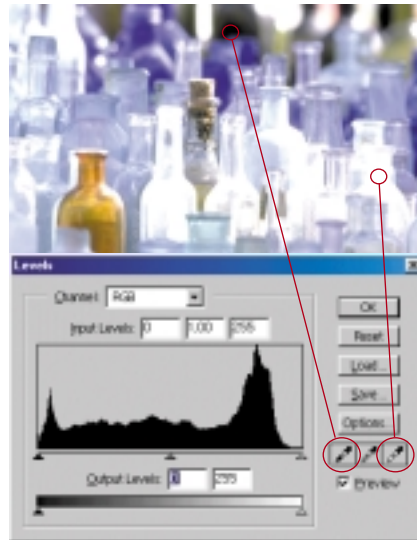 Levels
Channel: RGB
OK
Input Levels: 0 1.00 255
Reset
Load...
Save...
Options...
Output Levels: 0 255
Preview